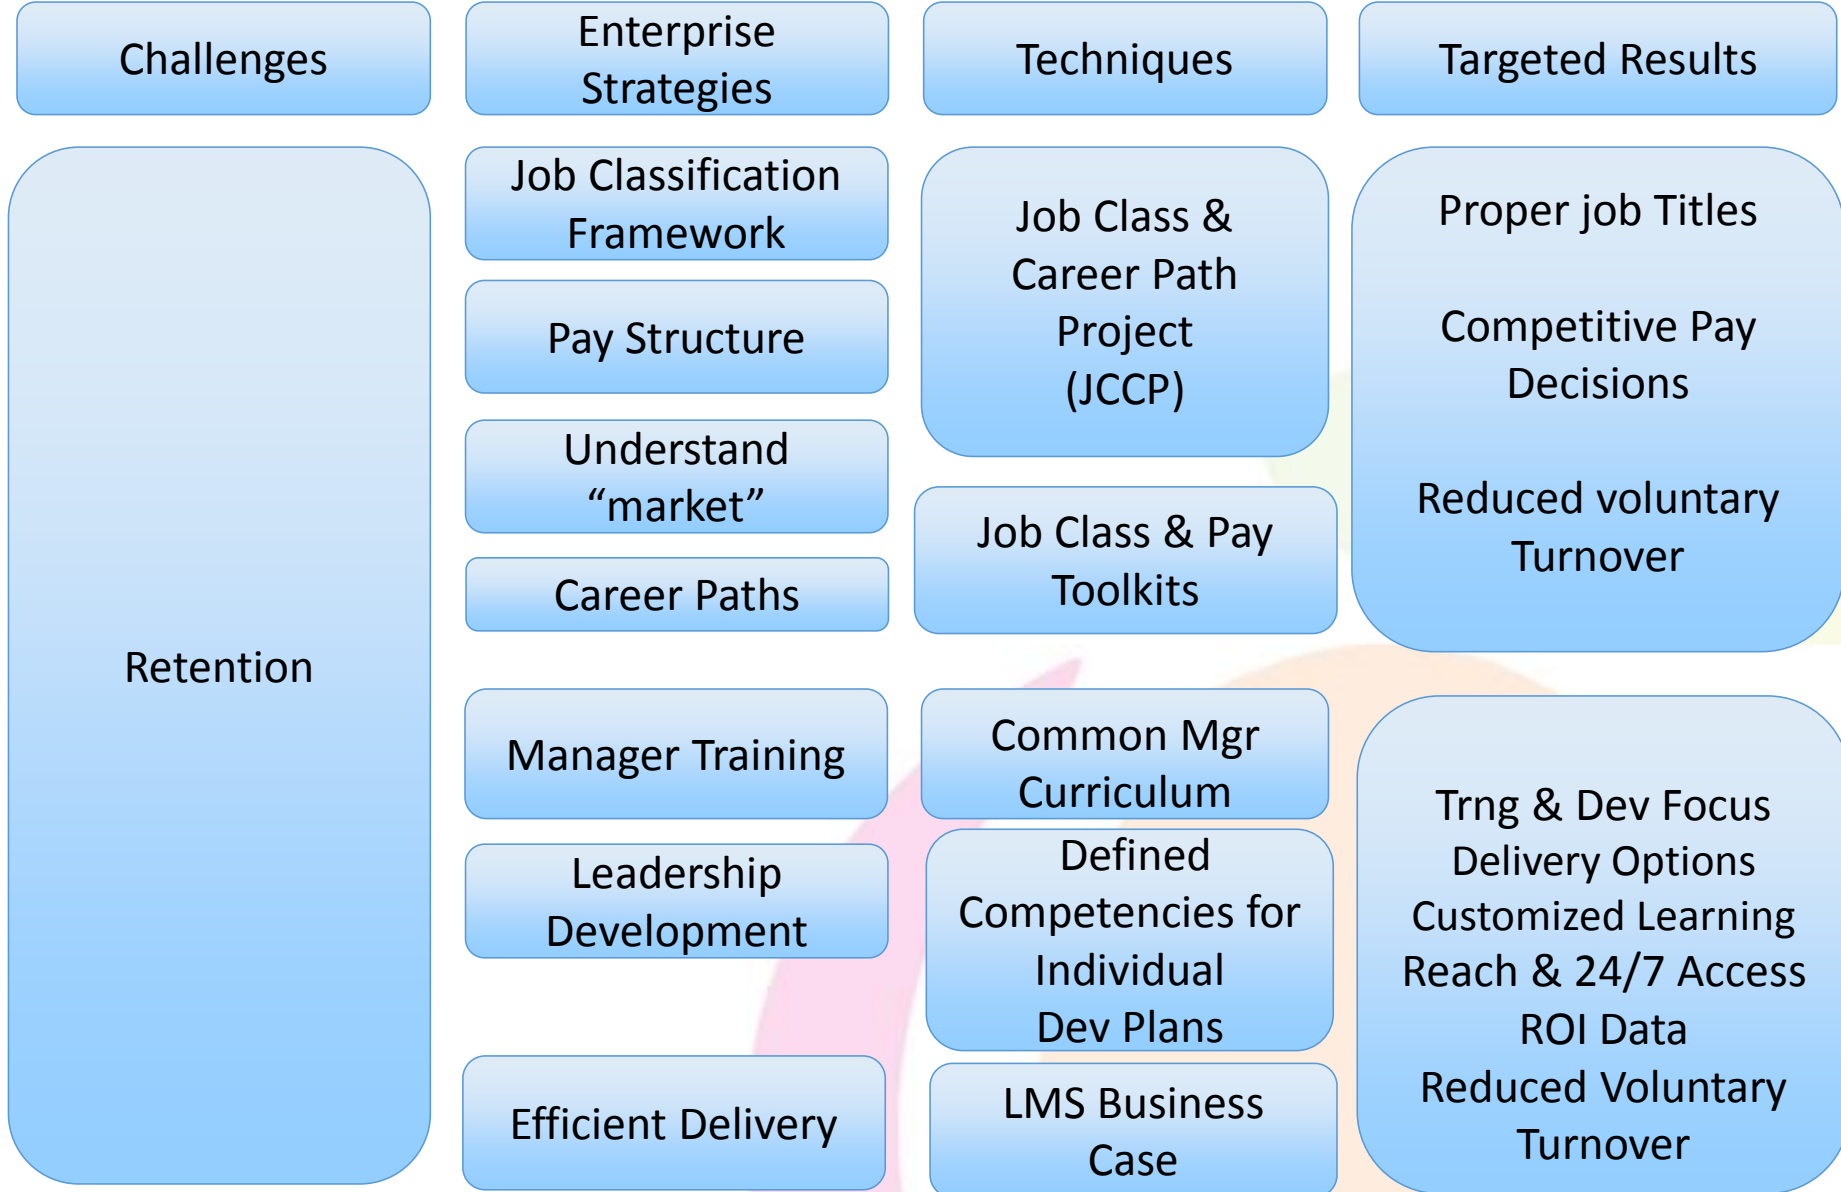 Challenges
Enterprise
Strategies
Techniques
Targeted Results
Retention
Job Classification
Framework
Pay Structure
Understand
“market”
Career Paths
Manager Training
Leadership
Development
Efficient Delivery
Job Class &
Career Path
Project
(JCCP)
Job Class & Pay
Toolkits
Common Mgr
Curriculum
Defined
Competencies for
Individual
Dev Plans
LMS Business
Case
Proper job Titles
Competitive Pay
Decisions
Reduced voluntary
Turnover
Trng & Dev Focus
Delivery Options
Customized Learning
Reach & 24/7 Access
ROI Data
Reduced Voluntary
Turnover